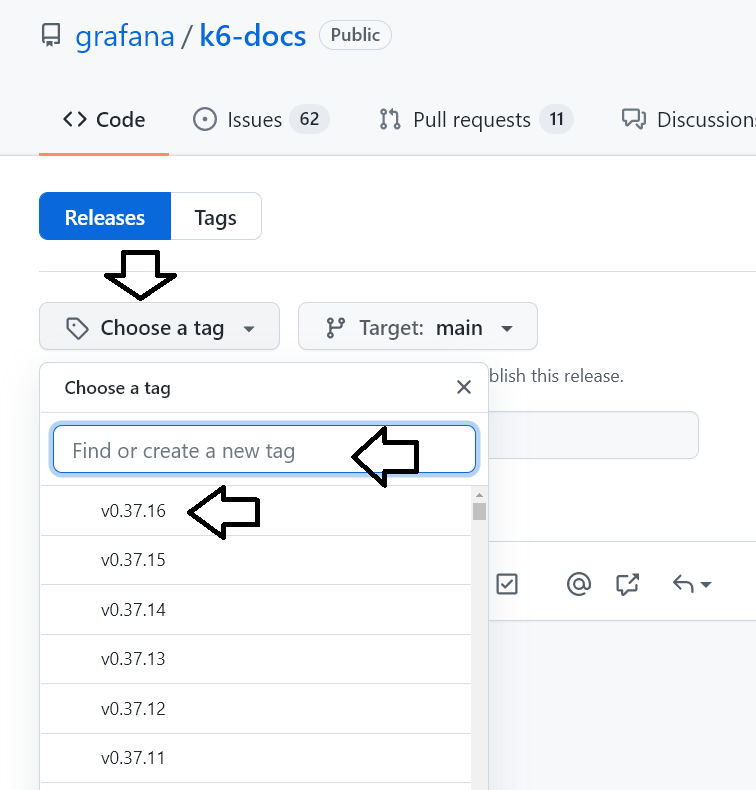 grafana / k6-docs Public
Code Issues 62 Pull requests 11 Discussion
Releases Tags
Choose a tag Target: main
Choose a tag
blish this release.
Find or create a new tag
v0.37.16
v0.37.15
v0.37.14
v0.37.13
v0.37.12
v0.37.11